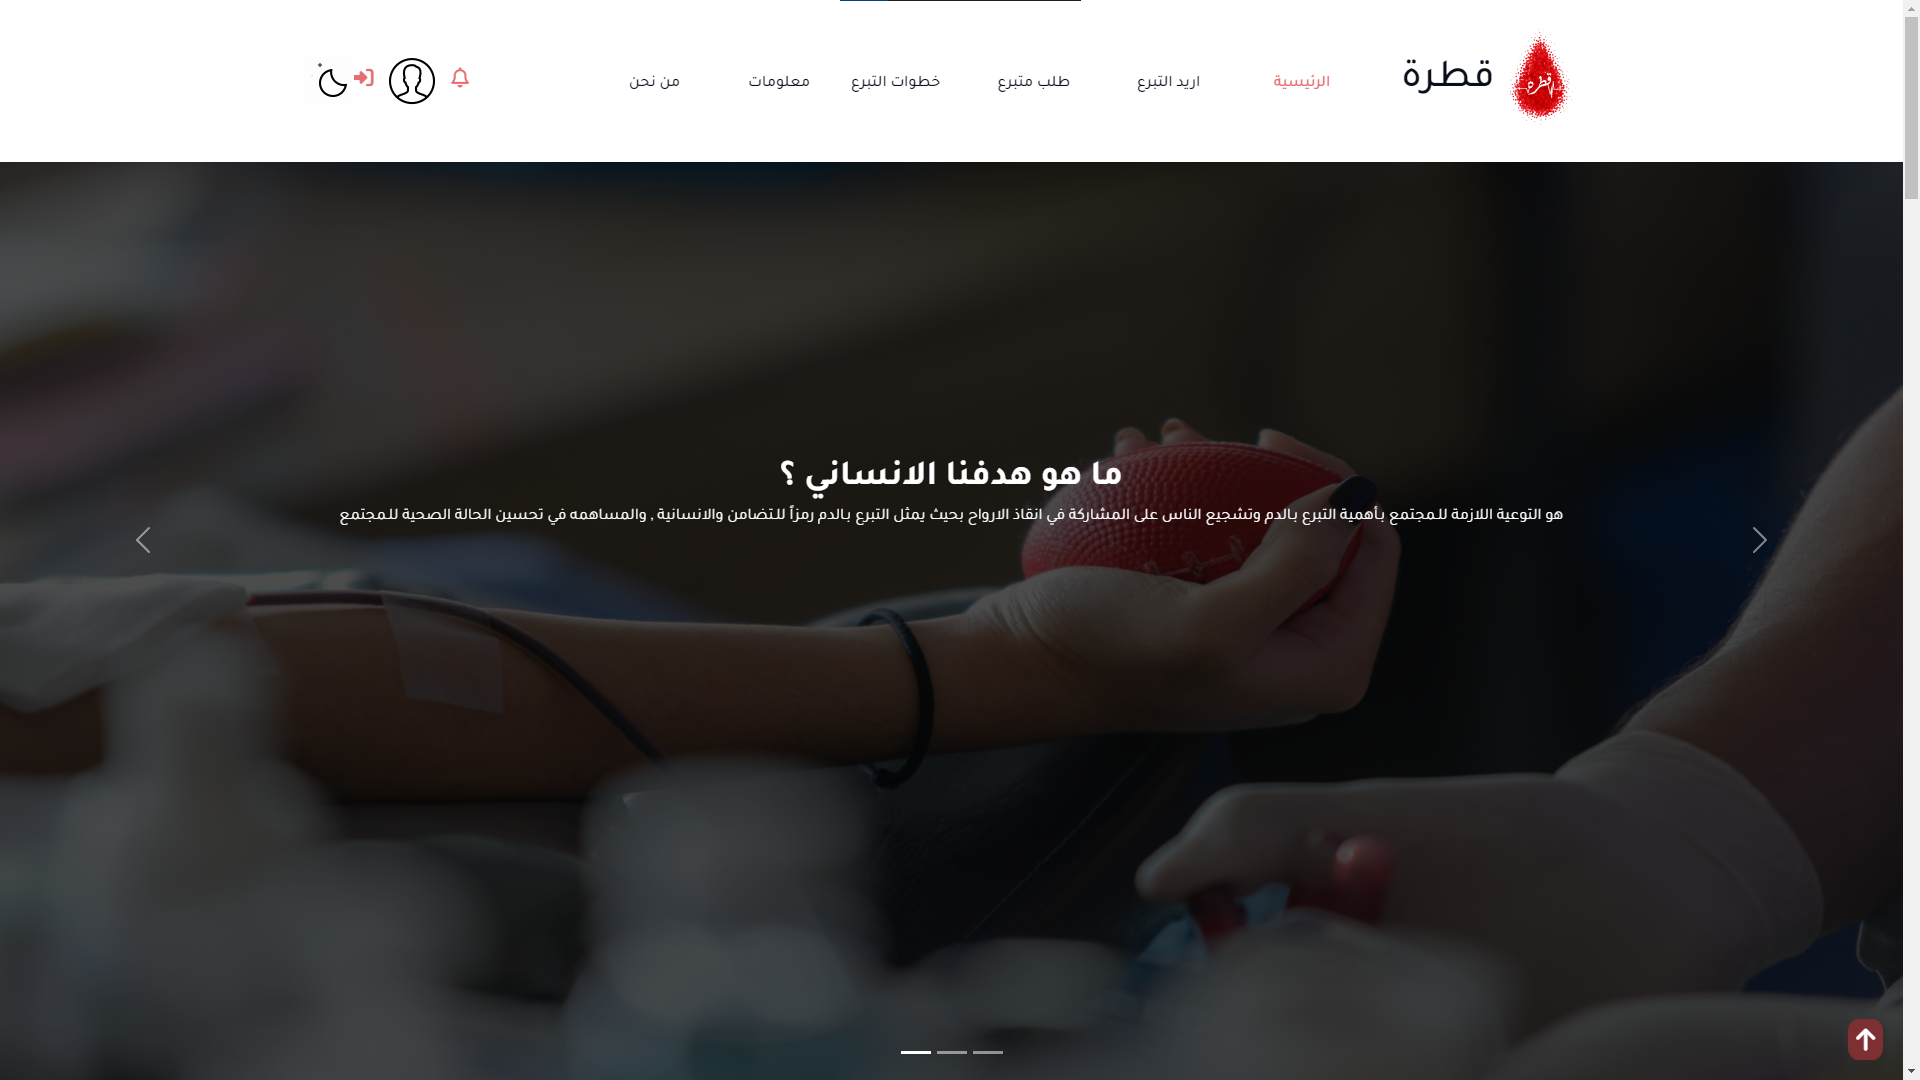 قطرة
قطرة
الرئيسية
اريد التبرع
طلب متبرع
خطوات التبرع
معلومات
من نحن
ما هو هدفنا الانساني ؟
هو التوعية اللازمة للمجتمع بأهمية التبرع بالدم وتشجيع الناس على المشاركة في انقاذ الارواح بحيث يمثل التبرع بالدم رمزاً للتضامن والانسانية , والمساهمه في تحسين الحالة الصحية للمجتمع